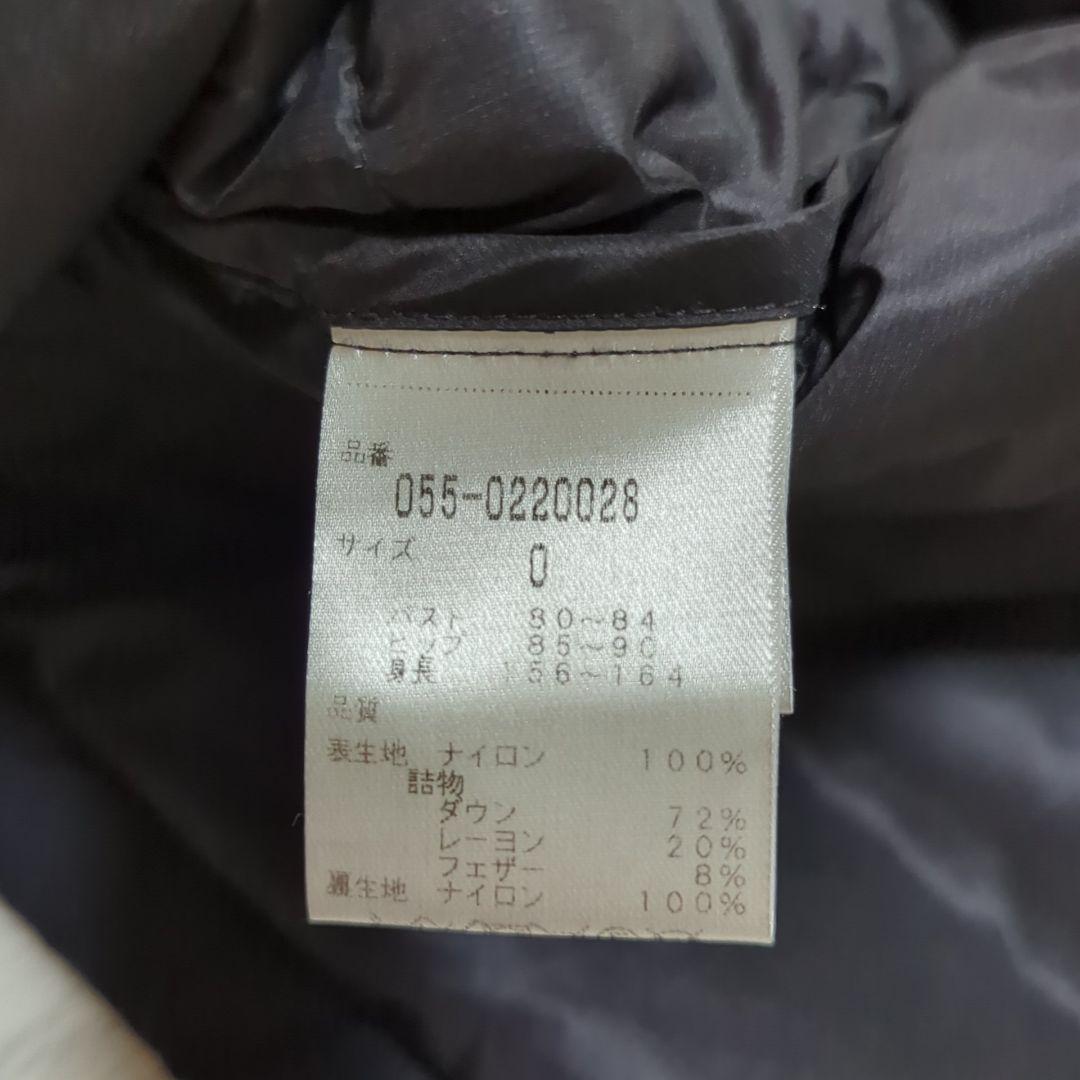 品番
055-0220028
サイズ 0
バスト 80～84
ヒップ 85～90
身長 156～164
品質
表生地 ナイロン 100%
詰物
ダウン 72%
レーヨン 20%
フェザー 8%
裏生地 ナイロン 100%